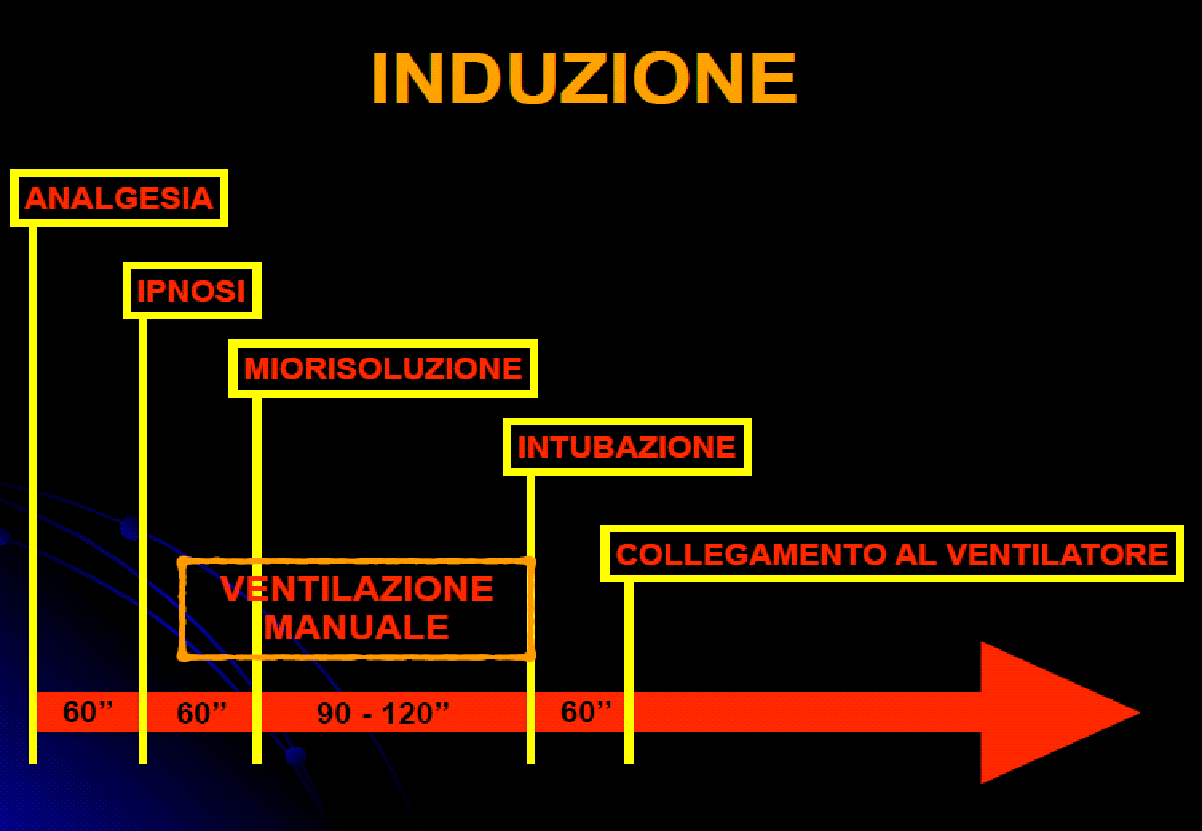 INDUZIONE
ANALGESIA
IPNOSI
MIORISOLUZIONE
INTUBAZIONE
COLLEGAMENTO AL VENTILATORE
VENTILAZIONE
MANUALE
60” 60” 90 - 120” 60’’